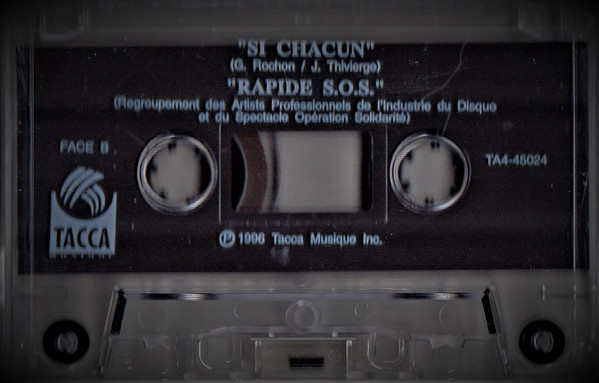 "SI CHACUN"
(G. Rochon / J. Thivierge)
"RAPIDE S.O.S."
(Regroupement des Artists Professionnels de l'Industrie du Disque
et du Spectacle Opération Solidarité)
FACE B
TA4-45024
TACCA
℗ 1996 Tacca Musique Inc.